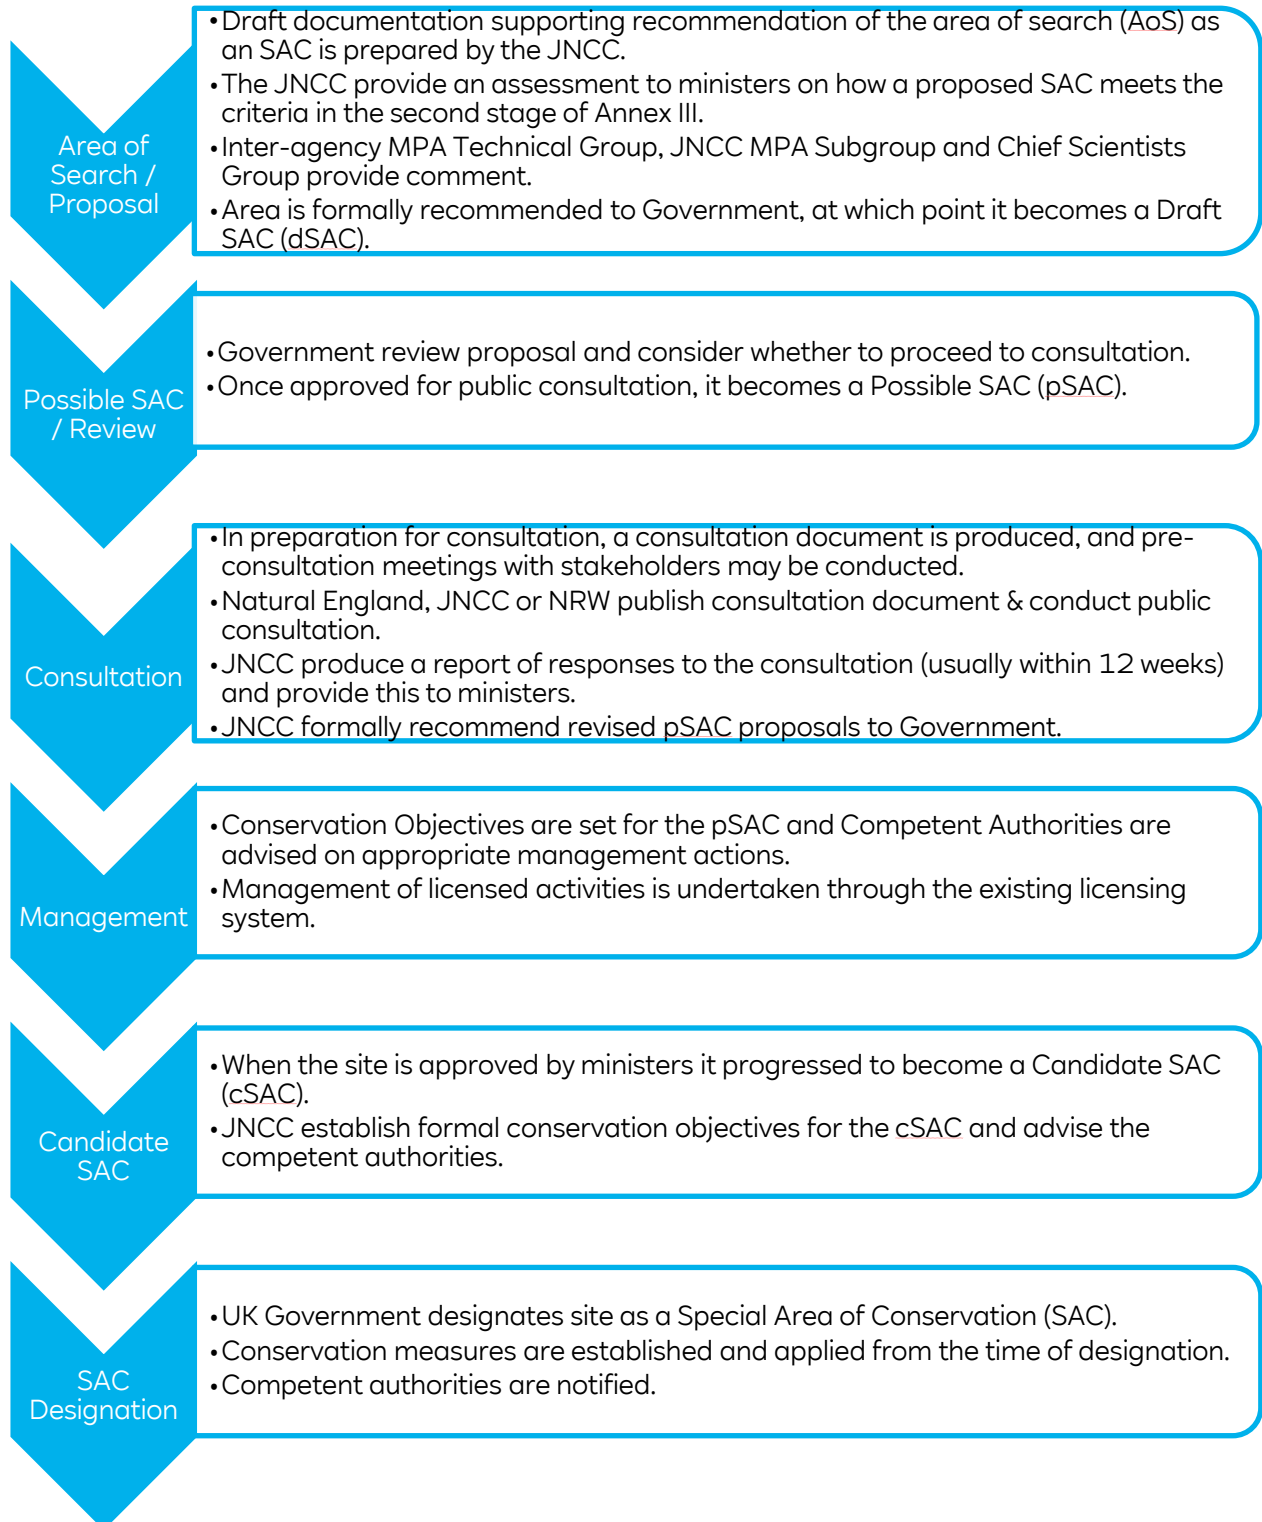 Area of
Search /
Proposal
•Draft documentation supporting recommendation of the area of search (AoS) as
an SAC is prepared by the JNCC.
•The JNCC provide an assessment to ministers on how a proposed SAC meets the
criteria in the second stage of Annex III.
•Inter-agency MPA Technical Group, JNCC MPA Subgroup and Chief Scientists
Group provide comment.
•Area is formally recommended to Government, at which point it becomes a Draft
SAC (dSAC).
Possible SAC
/ Review
•Government review proposal and consider whether to proceed to consultation.
•Once approved for public consultation, it becomes a Possible SAC (pSAC).
Consultation
•In preparation for consultation, a consultation document is produced, and pre-
consultation meetings with stakeholders may be conducted.
•Natural England, JNCC or NRW publish consultation document & conduct public
consultation.
•JNCC produce a report of responses to the consultation (usually within 12 weeks)
and provide this to ministers.
•JNCC formally recommend revised pSAC proposals to Government.
Management
•Conservation Objectives are set for the pSAC and Competent Authorities are
advised on appropriate management actions.
•Management of licensed activities is undertaken through the existing licensing
system.
Candidate
SAC
•When the site is approved by ministers it progressed to become a Candidate SAC
(cSAC).
•JNCC establish formal conservation objectives for the cSAC and advise the
competent authorities.
SAC
Designation
•UK Government designates site as a Special Area of Conservation (SAC).
•Conservation measures are established and applied from the time of designation.
•Competent authorities are notified.